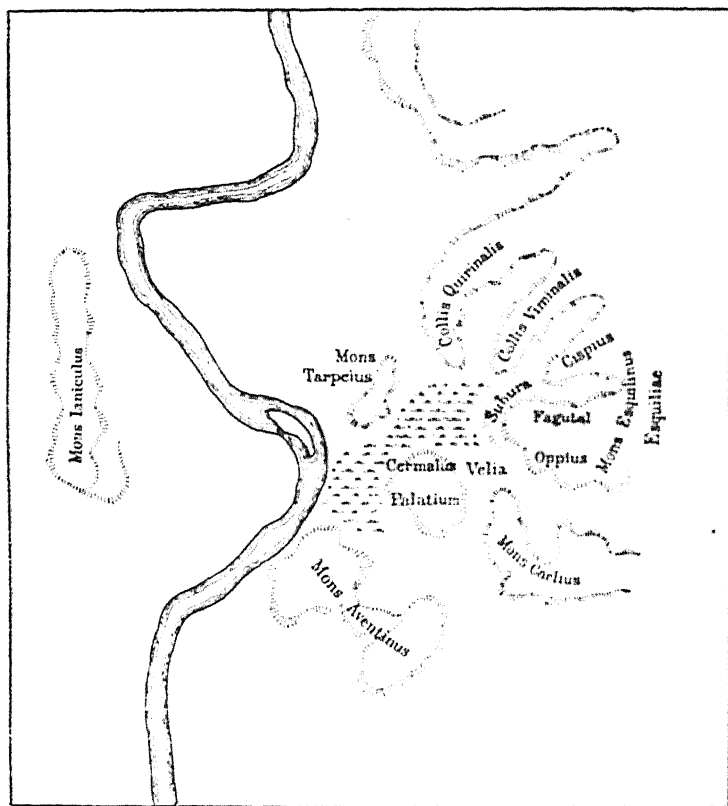 Collis Quirinalis
Collis Viminalis
Mons
Tarpeius
Cispius
Mons Ianiculus
Subura
Fagutal
Mons Esquilinus
Esquiliae
Oppius
Cermalus
Velia
Palatium
Mons Caelius
Mons Aventinus